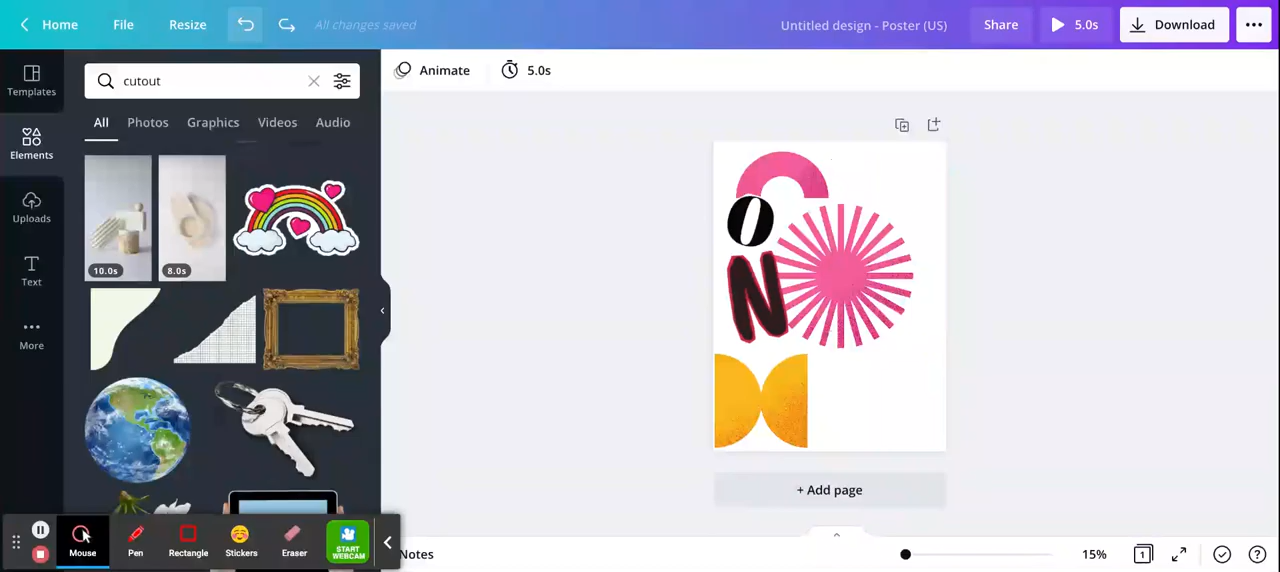 Home File Resize All changes saved Untitled design - Poster (US) Share 5.0s Download
Templates
Elements
Uploads
Text
More
cutout
All Photos Graphics Videos Audio
10.0s 8.0s
Animate 5.0s
O
N
+ Add page
Mouse Pen Rectangle Stickers Eraser START WEBCAM
Notes 15% 1